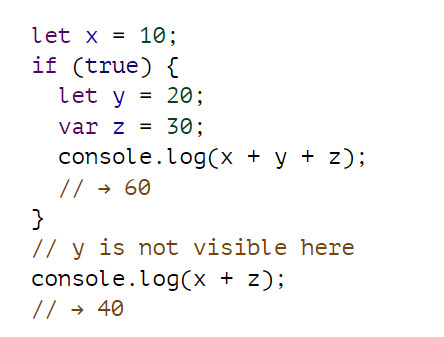 let x = 10;
if (true) {
  let y = 20;
  var z = 30;
  console.log(x + y + z);
  // → 60
}
// y is not visible here
console.log(x + z);
// → 40